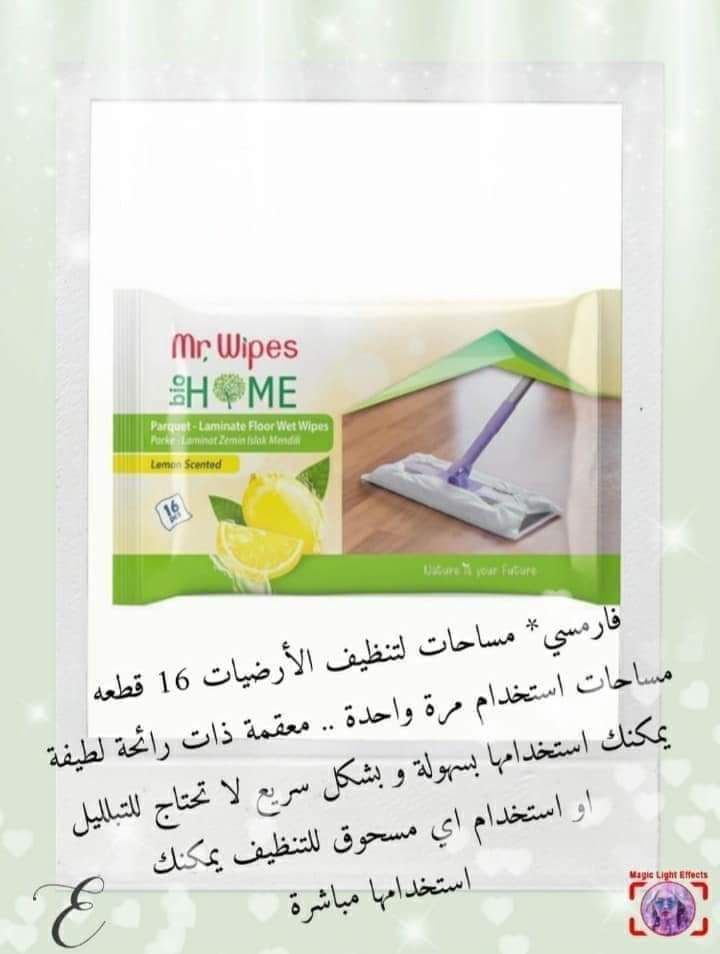 Mr. Wipes
bio HOME
Parquet - Laminate Floor Wet Wipes
Parke - Laminat Zemin Islak Mendili
Lemon Scented
16 pcs
Nature is your Future
فارمسي* مساحات لتنظيف الأرضيات 16 قطعه
مساحات استخدام مرة واحدة .. معقمة ذات رائحة لطيفة
يمكنك استخدامها بسهولة و بشكل سريع لا تحتاج للتبليل
او استخدام اي مسحوق للتنظيف يمكنك
استخدامها مباشرة
E
Magic Light Effects